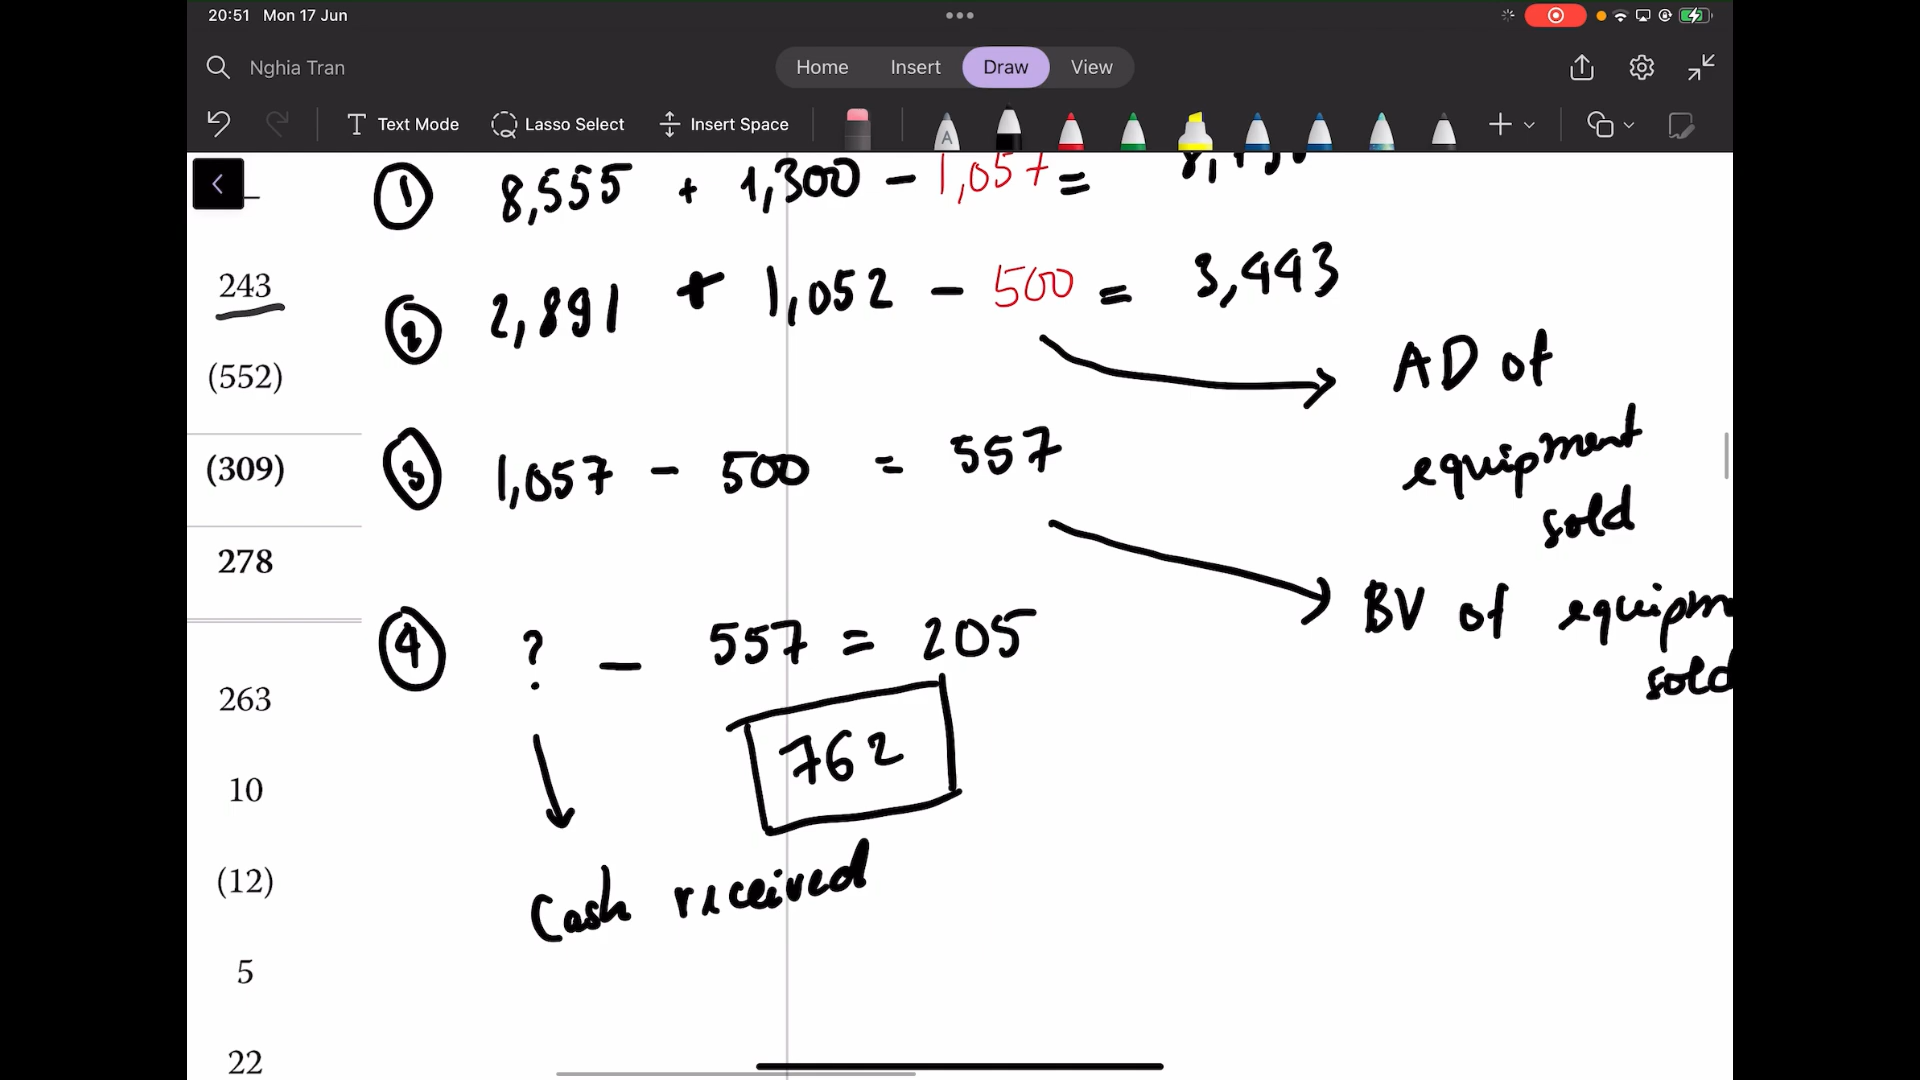 20:51 Mon 17 Jun
Nghia Tran
Home Insert Draw View
Text Mode Lasso Select Insert Space
① 8,555 + 1,300 - 1,057 =
243
② 2,891 + 1,052 - 500 = 3,443
(552)
AD of
equipment
sold
(309)
③ 1,057 - 500 = 557
278
BV of equipm
sold
④ ? - 557 = 205
263
762
10
(12)
Cash received
5
22